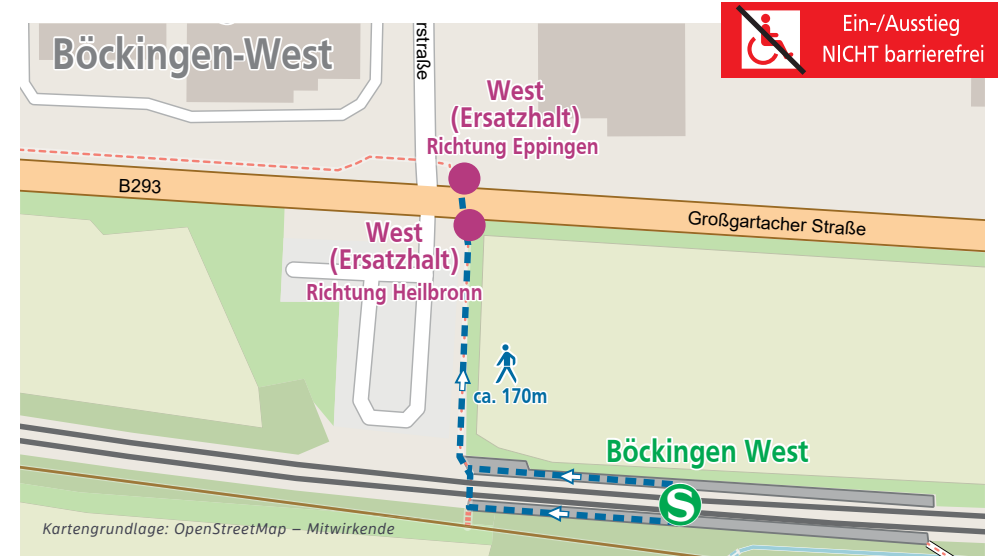 Ein-/Ausstieg
NICHT barrierefrei
Böckingen-West
rstraße
West
(Ersatzhalt)
Richtung Eppingen
B293
Großgartacher Straße
West
(Ersatzhalt)
Richtung Heilbronn
ca. 170m
Böckingen West
S
Kartengrundlage: OpenStreetMap – Mitwirkende